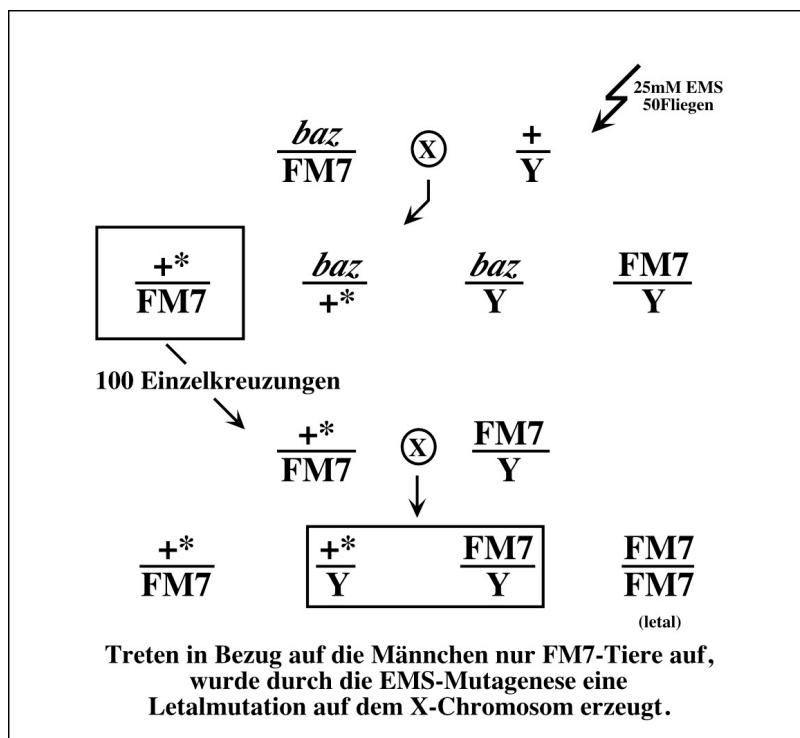 25mM EMS
50Fliegen
baz
FM7
X
+
Y
+*
FM7
baz
+*
baz
Y
FM7
Y
100 Einzelkreuzungen
+*
FM7
X
FM7
Y
+*
FM7
+*
Y
FM7
Y
FM7
FM7
(letal)
Treten in Bezug auf die Männchen nur FM7-Tiere auf,
wurde durch die EMS-Mutagenese eine
Letalmutation auf dem X-Chromosom erzeugt.